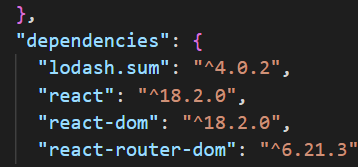 },
"dependencies": {
"lodash.sum": "^4.0.2",
"react": "^18.2.0",
"react-dom": "^18.2.0",
"react-router-dom": "^6.21.3"